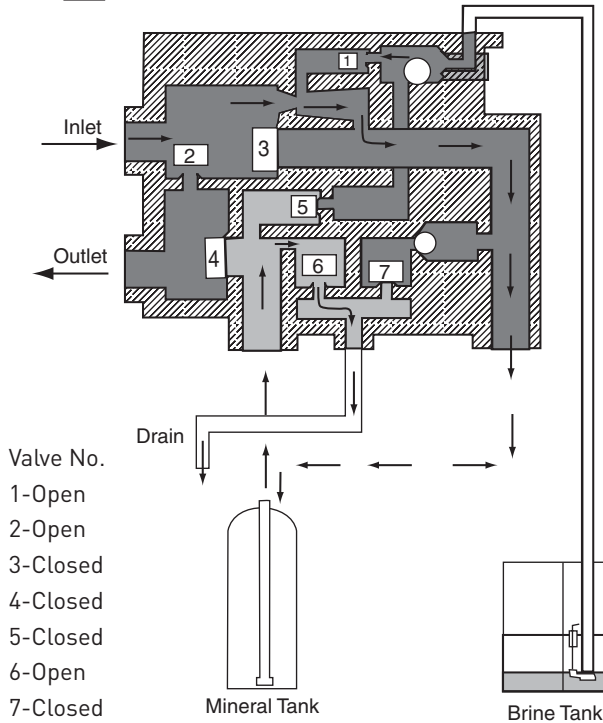 1
Inlet
2
3
5
Outlet
4
6
7
Drain
Valve No.
1-Open
2-Open
3-Closed
4-Closed
5-Closed
6-Open
7-Closed
Mineral Tank
Brine Tank